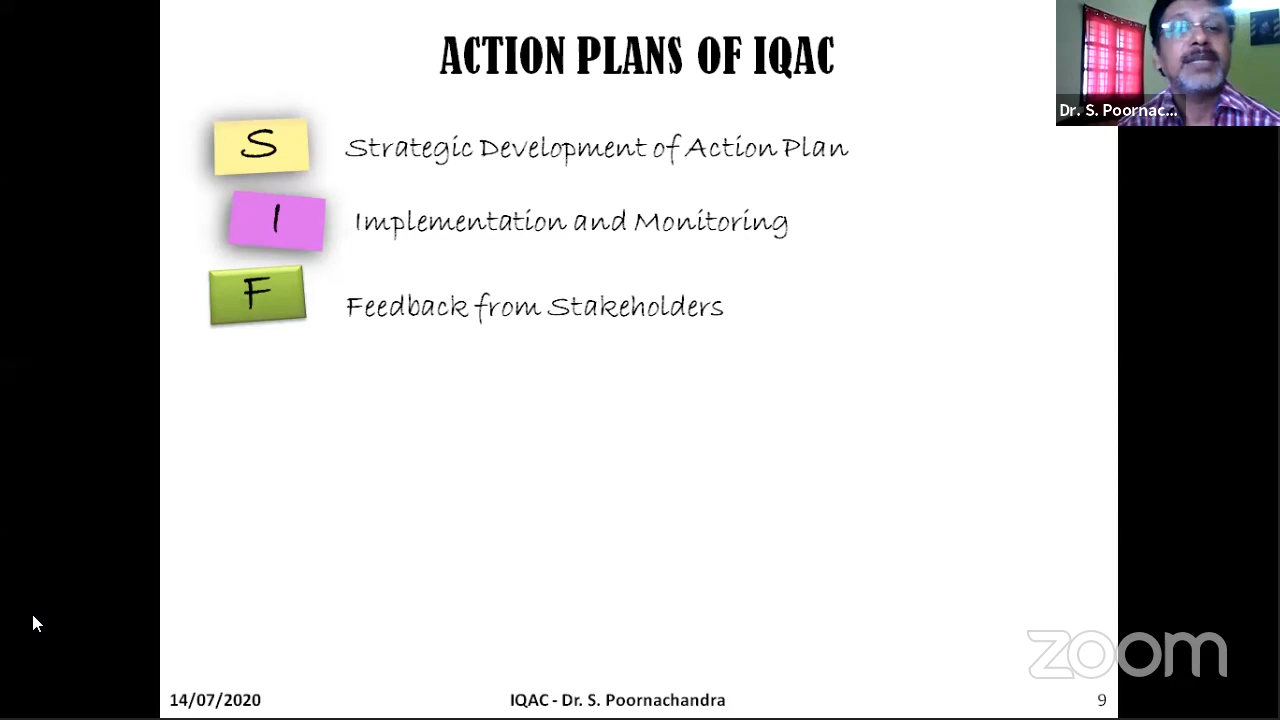 ACTION PLANS OF IQAC
Dr. S. Poornac...
S
Strategic Development of Action Plan
I
Implementation and Monitoring
F
Feedback from Stakeholders
zoom
14/07/2020
IQAC - Dr. S. Poornachandra
9